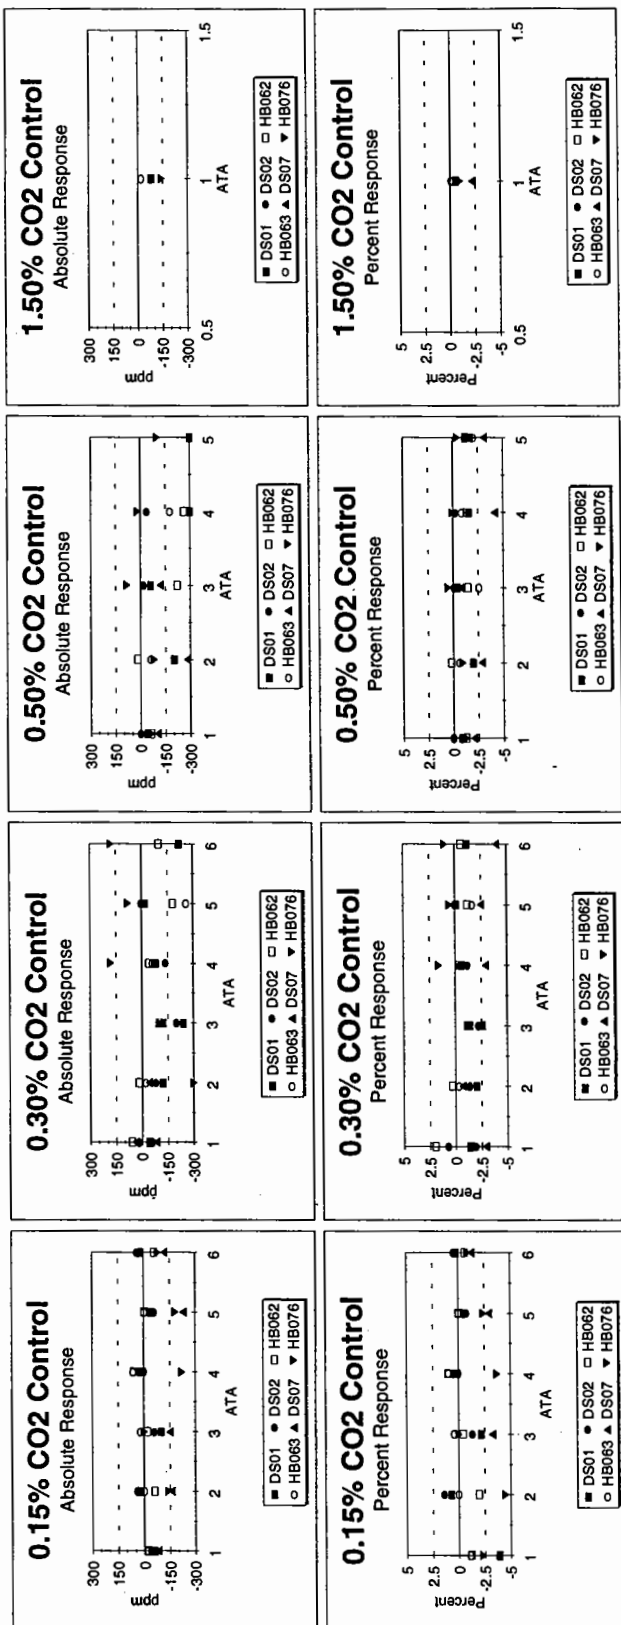 0.15% CO2 Control
Absolute Response
300
150
0
-150
-300
ppm
1 2 3 4 5 6
ATA
■ DS01 ● DS02 □ HB062
○ HB063 ▲ DS07 ▼ HB076
0.30% CO2 Control
Absolute Response
300
150
0
-150
-300
ppm
1 2 3 4 5 6
ATA
■ DS01 ● DS02 □ HB062
○ HB063 ▲ DS07 ▼ HB076
0.50% CO2 Control
Absolute Response
300
150
0
-150
-300
ppm
1 2 3 4 5
ATA
■ DS01 ● DS02 □ HB062
○ HB063 ▲ DS07 ▼ HB076
1.50% CO2 Control
Absolute Response
300
150
0
-150
-300
ppm
0.5 1 1.5
ATA
■ DS01 ● DS02 □ HB062
○ HB063 ▲ DS07 ▼ HB076
0.15% CO2 Control
Percent Response
5
2.5
0
-2.5
-5
Percent
1 2 3 4 5 6
ATA
■ DS01 ● DS02 □ HB062
○ HB063 ▲ DS07 ▼ HB076
0.30% CO2 Control
Percent Response
5
2.5
0
-2.5
-5
Percent
1 2 3 4 5 6
ATA
■ DS01 ● DS02 □ HB062
○ HB063 ▲ DS07 ▼ HB076
0.50% CO2 Control
Percent Response
5
2.5
0
-2.5
-5
Percent
1 2 3 4 5
ATA
■ DS01 ● DS02 □ HB062
○ HB063 ▲ DS07 ▼ HB076
1.50% CO2 Control
Percent Response
5
2.5
0
-2.5
-5
Percent
0.5 1 1.5
ATA
■ DS01 ● DS02 □ HB062
○ HB063 ▲ DS07 ▼ HB076